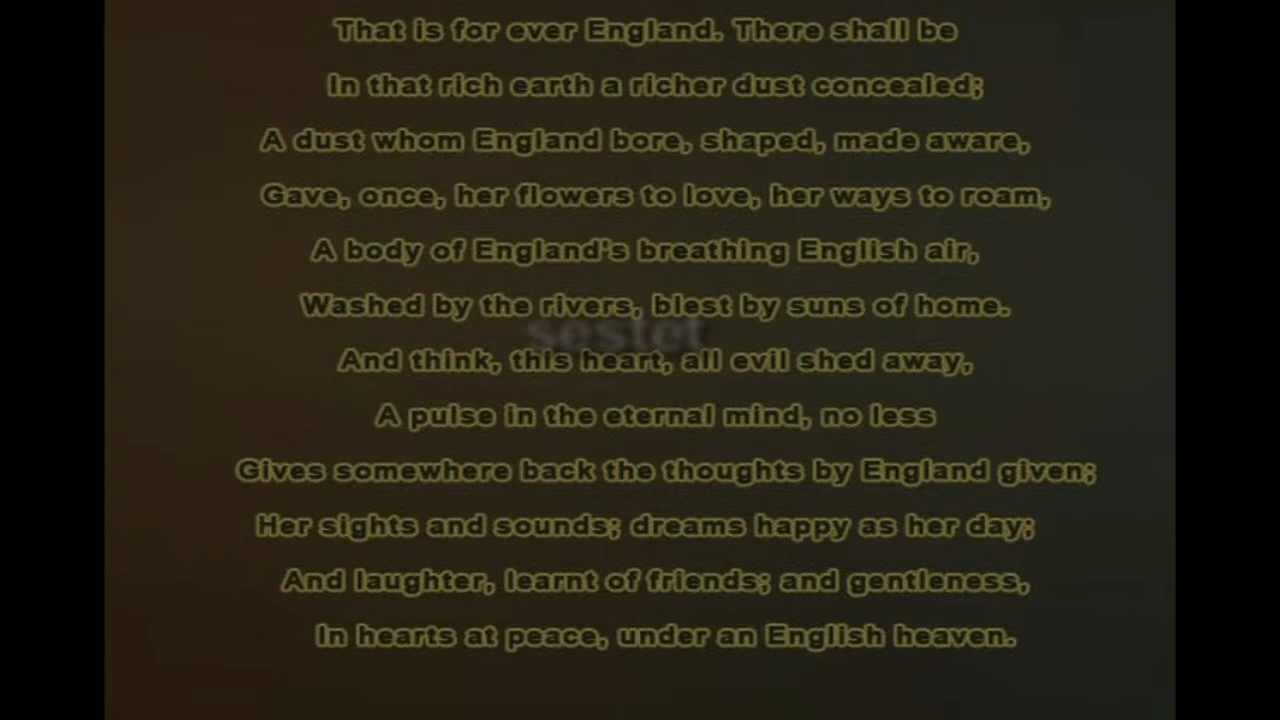 That is for ever England. There shall be
In that rich earth a richer dust concealed;
A dust whom England bore, shaped, made aware,
Gave, once, her flowers to love, her ways to roam,
A body of England's breathing English air,
Washed by the rivers, blest by suns of home.
sestet
And think, this heart, all evil shed away,
A pulse in the eternal mind, no less
Gives somewhere back the thoughts by England given;
Her sights and sounds; dreams happy as her day;
And laughter, learnt of friends; and gentleness,
In hearts at peace, under an English heaven.